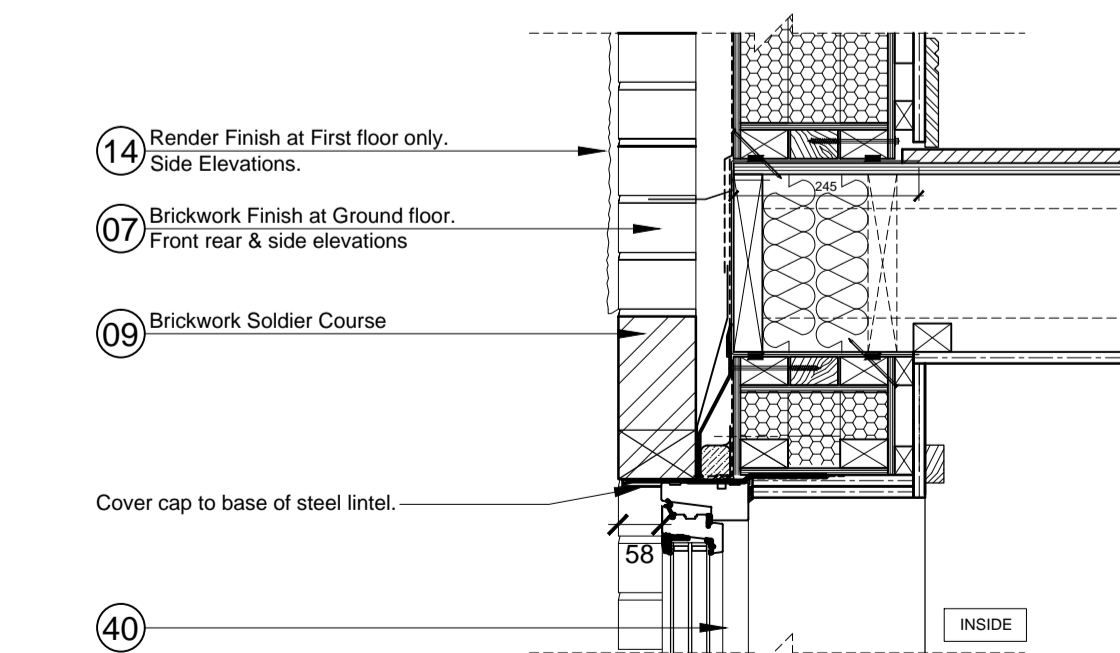 14 Render Finish at First floor only.
Side Elevations.
245
07 Brickwork Finish at Ground floor.
Front rear & side elevations
09 Brickwork Soldier Course
Cover cap to base of steel lintel.
58
40
INSIDE